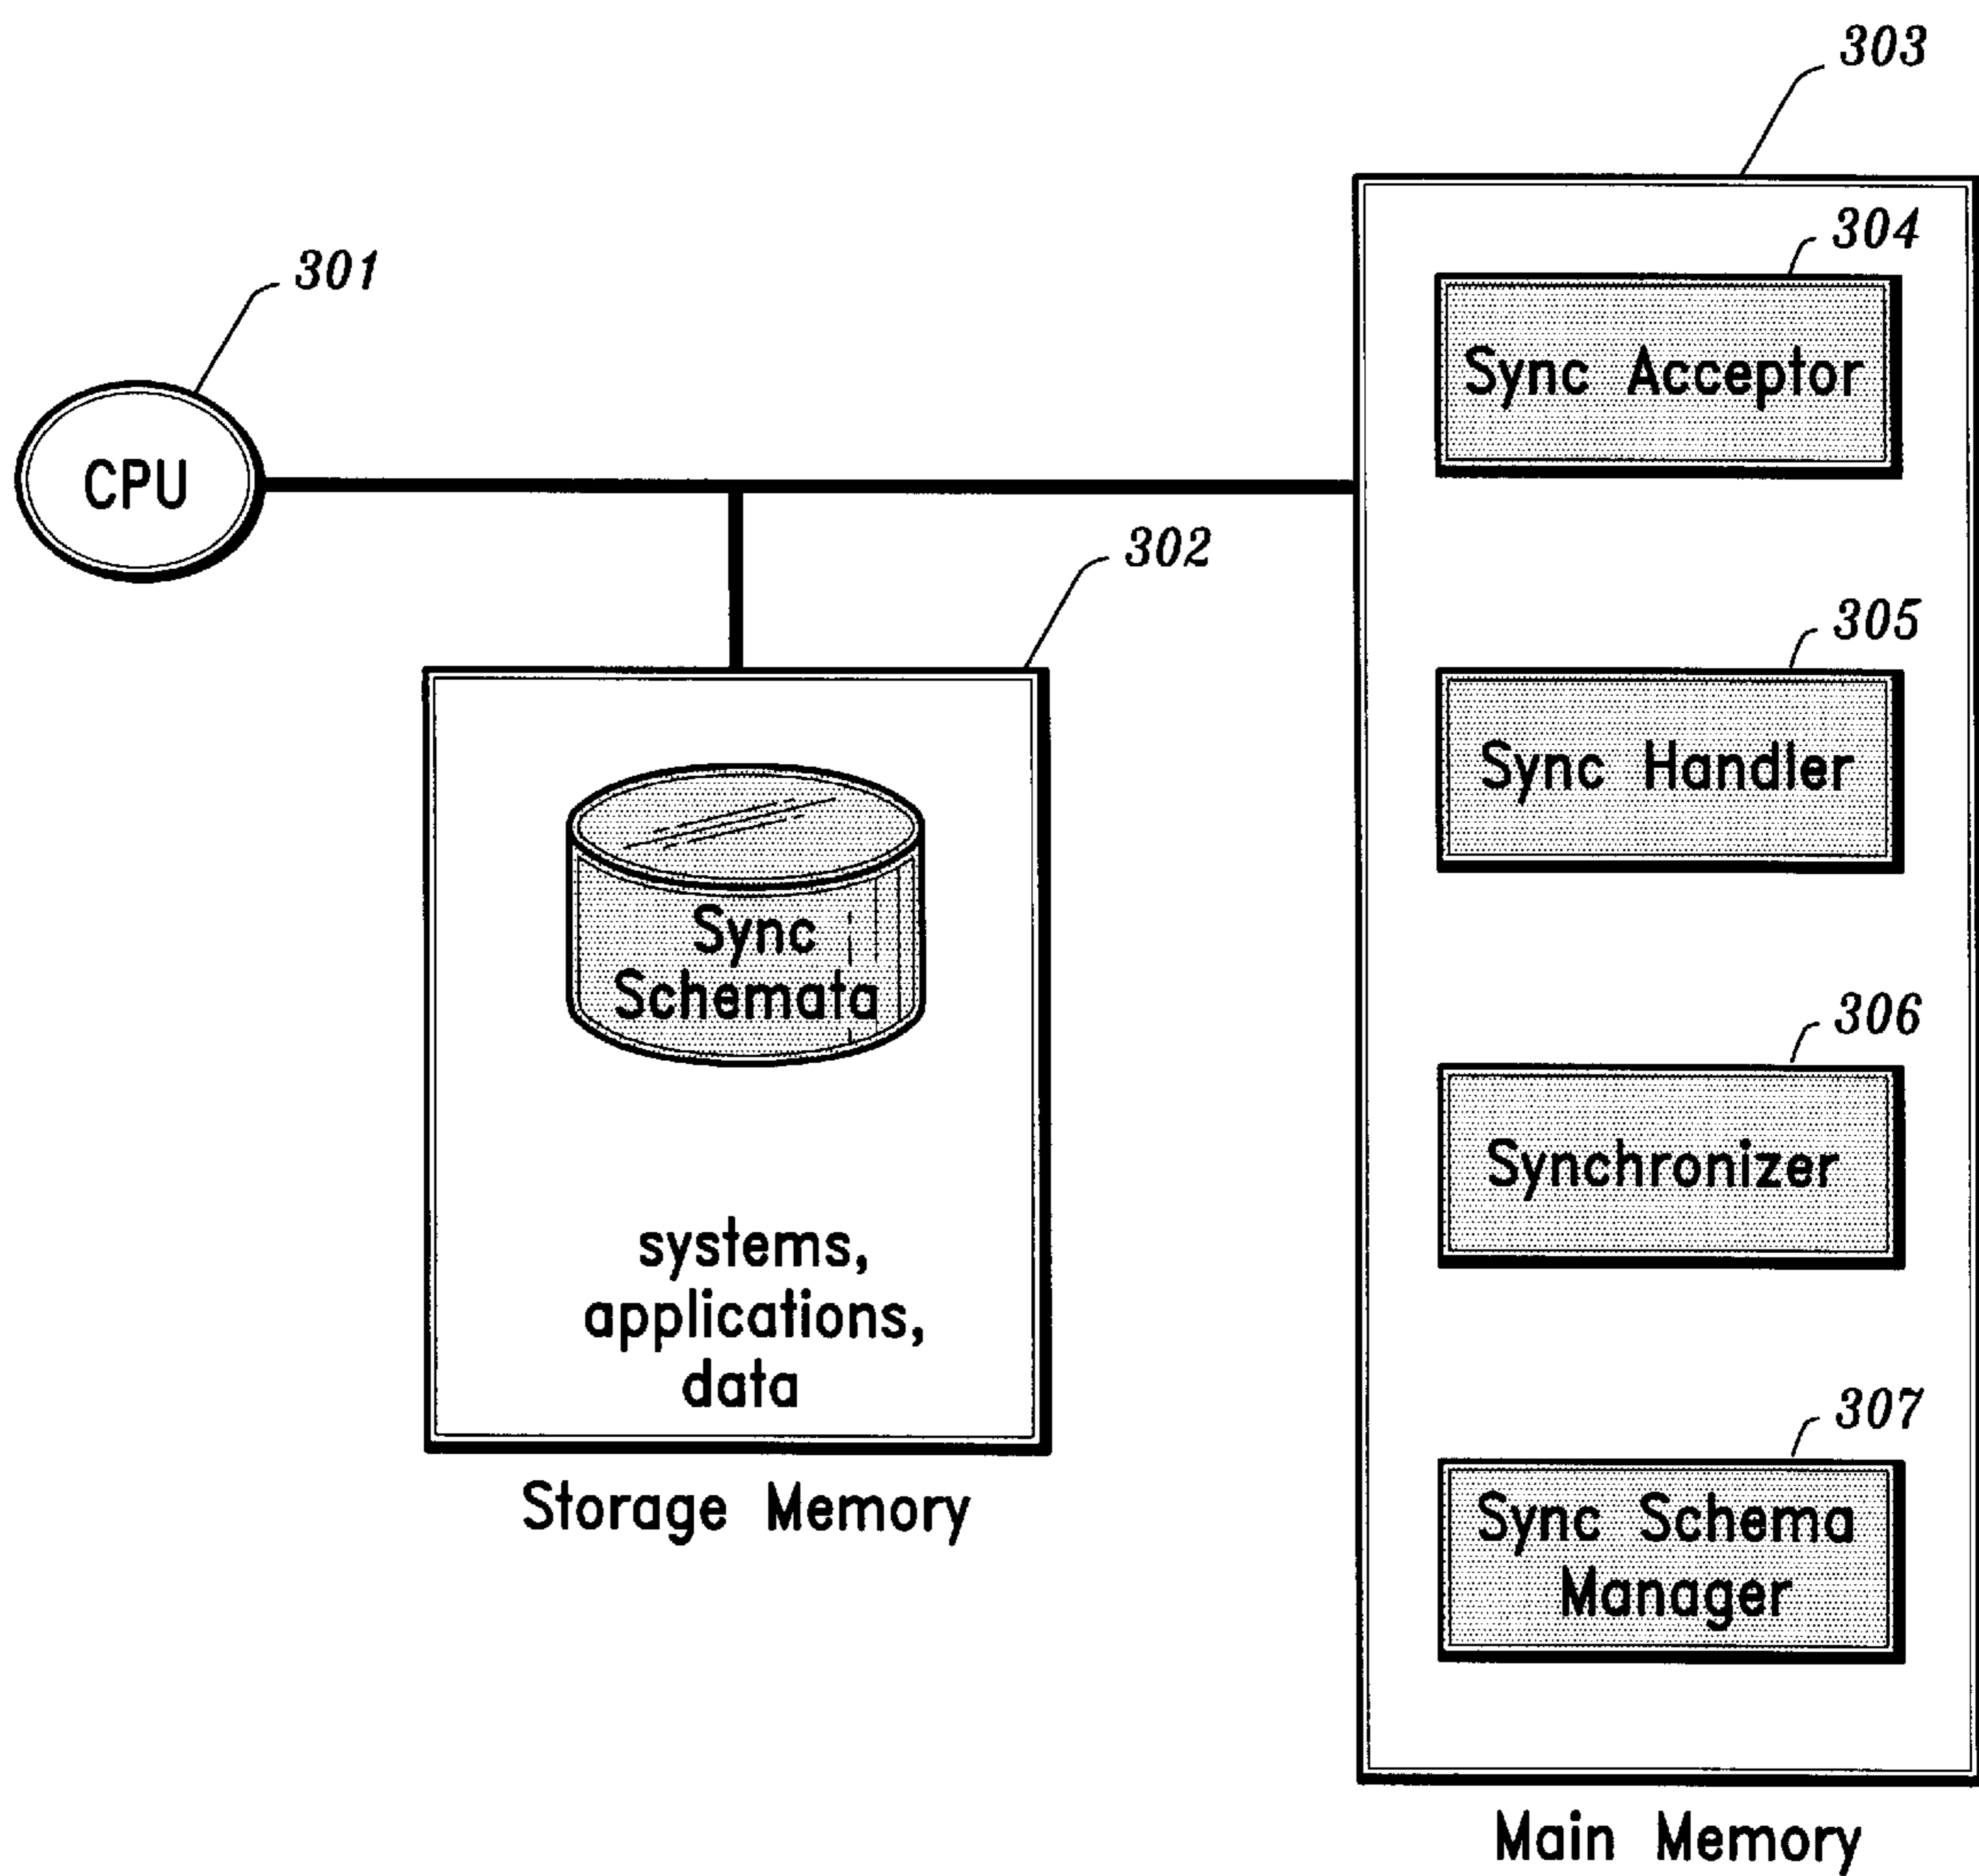 303
304
301
Sync Acceptor
CPU
302
305
Sync Handler
Sync
Schemata
306
Synchronizer
systems,
applications,
data
307
Storage Memory
Sync Schema
Manager
Main Memory